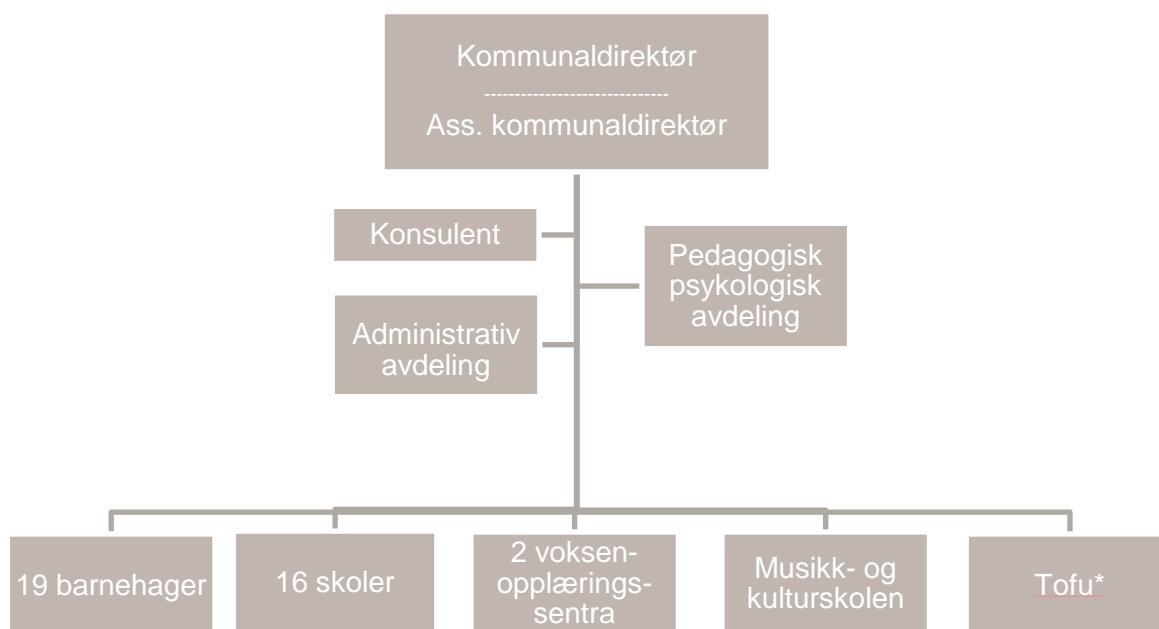 Kommunaldirektør
------------------------------
Ass. kommunaldirektør
Konsulent
Pedagogisk
psykologisk
avdeling
Administrativ
avdeling
19 barnehager
16 skoler
2 voksen-
opplærings-
sentra
Musikk- og
kulturskolen
Tofu*